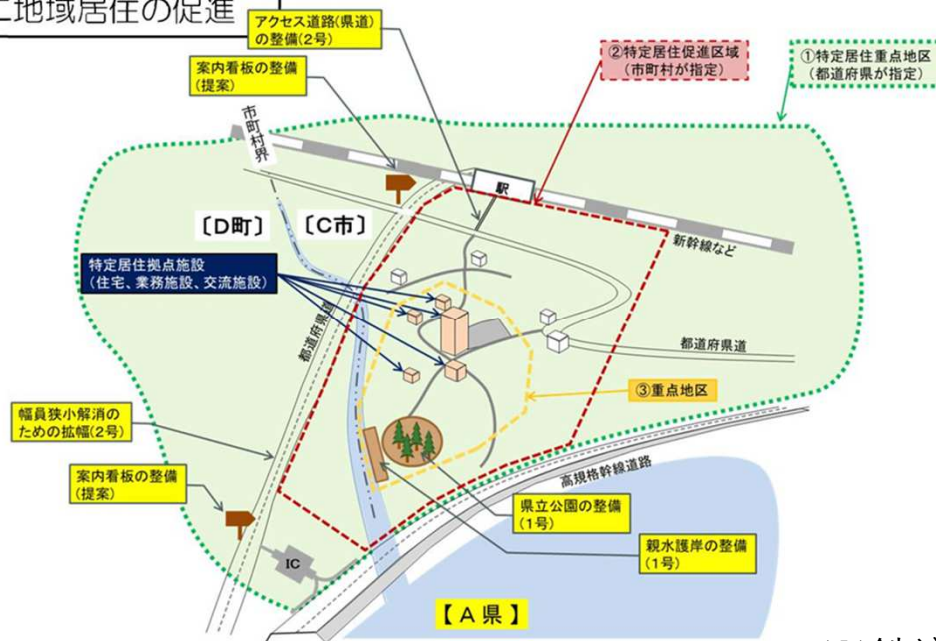 二地域居住の促進
アクセス道路(県道)
の整備(2号)
②特定居住促進区域
(市町村が指定)
①特定居住重点地区
(都道府県が指定)
案内看板の整備
(提案)
市町村界
駅
〔D町〕
〔C市〕
新幹線など
特定居住拠点施設
(住宅、業務施設、交流施設)
都道府県道
都道府県道
③重点地区
幅員狭小解消の
ための拡幅(2号)
高規格幹線道路
案内看板の整備
(提案)
県立公園の整備
(1号)
親水護岸の整備
(1号)
IC
【A県】